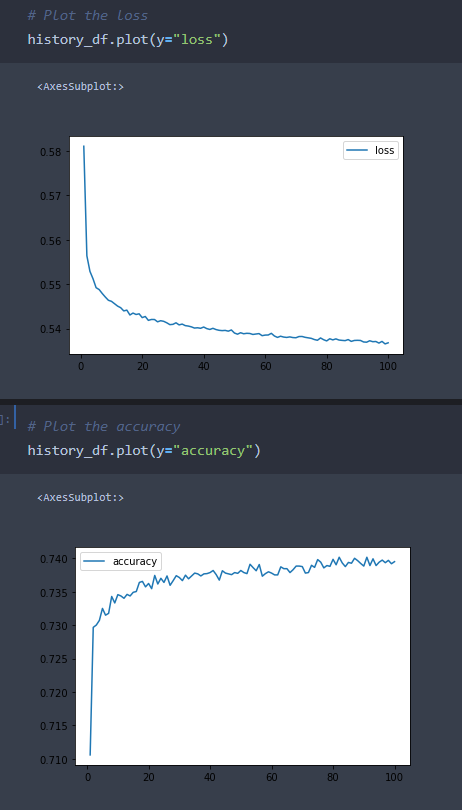 # Plot the loss
history_df.plot(y="loss")
<AxesSubplot:>
loss
0.58
0.57
0.56
0.55
0.54
0 20 40 60 80 100
]:
# Plot the accuracy
history_df.plot(y="accuracy")
<AxesSubplot:>
accuracy
0.740
0.735
0.730
0.725
0.720
0.715
0.710
0 20 40 60 80 100